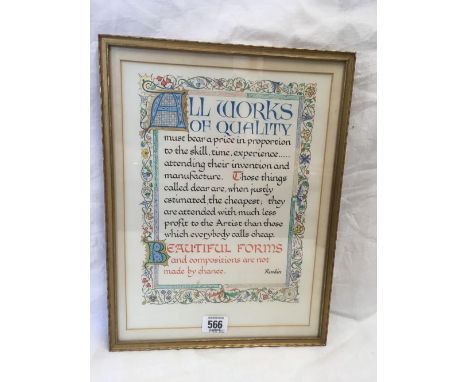 ALL WORKS
OF QUALITY
must bear a price in proportion
to the skill, time, experience.....
attending their invention and
manufacture. Those things
called dear are, when justly
estimated, the cheapest; they
are attended with much less
profit to the Artist than those
which everybody calls cheap.
BEAUTIFUL FORMS
and compositions are not
made by chance. Ruskin
566